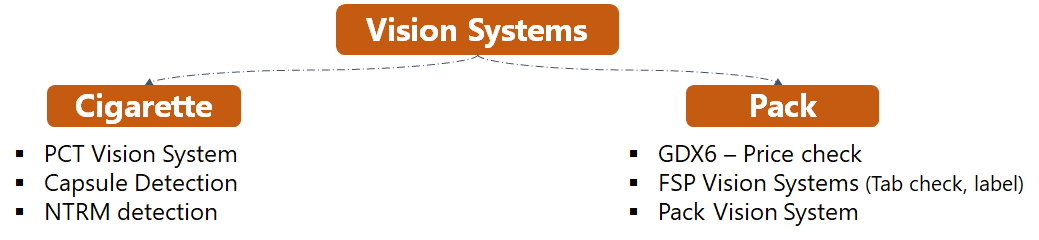 Vision Systems
Cigarette
▪ PCT Vision System
▪ Capsule Detection
▪ NTRM detection
Pack
▪ GDX6 – Price check
▪ FSP Vision Systems (Tab check, label)
▪ Pack Vision System